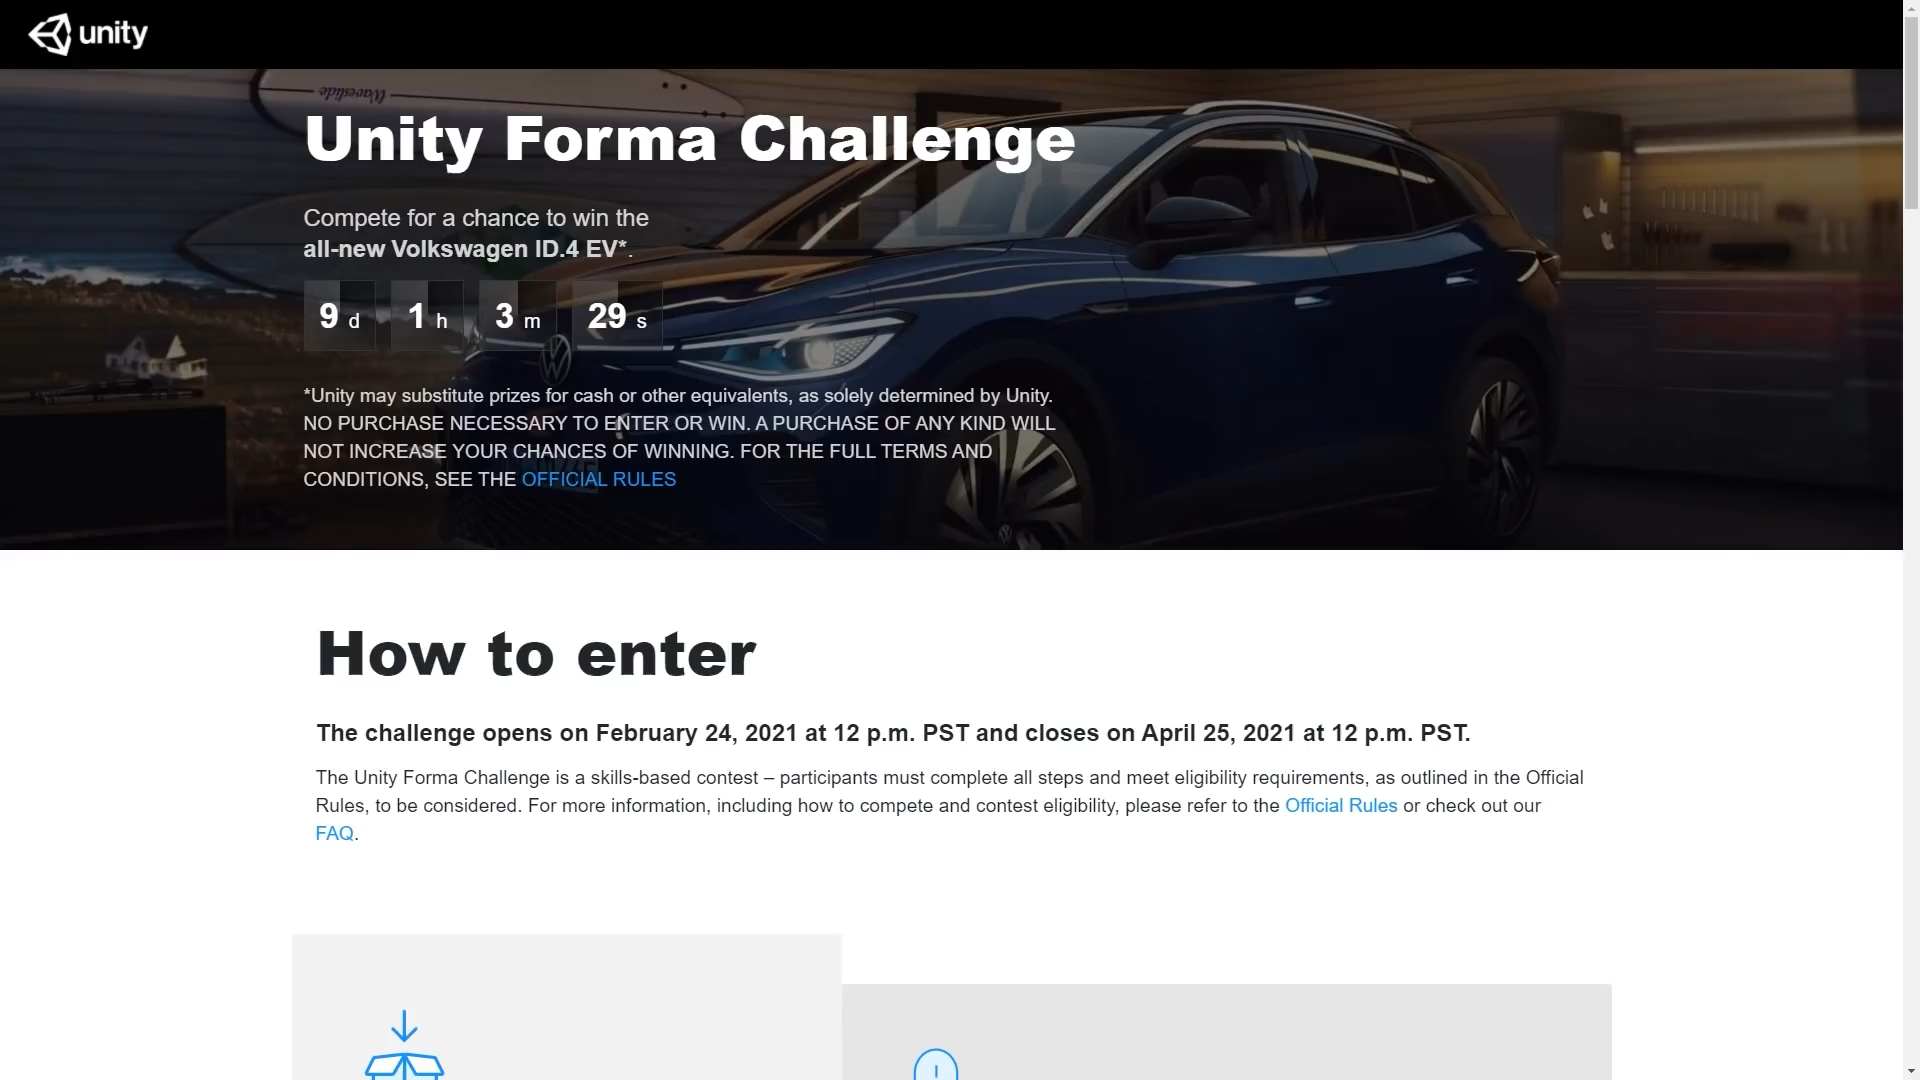 unity
Waveslide
Unity Forma Challenge
Compete for a chance to win the
all-new Volkswagen ID.4 EV*.
9 d 1 h 3 m 29 s
*Unity may substitute prizes for cash or other equivalents, as solely determined by Unity.
NO PURCHASE NECESSARY TO ENTER OR WIN. A PURCHASE OF ANY KIND WILL
NOT INCREASE YOUR CHANCES OF WINNING. FOR THE FULL TERMS AND
CONDITIONS, SEE THE OFFICIAL RULES
How to enter
The challenge opens on February 24, 2021 at 12 p.m. PST and closes on April 25, 2021 at 12 p.m. PST.
The Unity Forma Challenge is a skills-based contest – participants must complete all steps and meet eligibility requirements, as outlined in the Official
Rules, to be considered. For more information, including how to compete and contest eligibility, please refer to the Official Rules or check out our
FAQ.